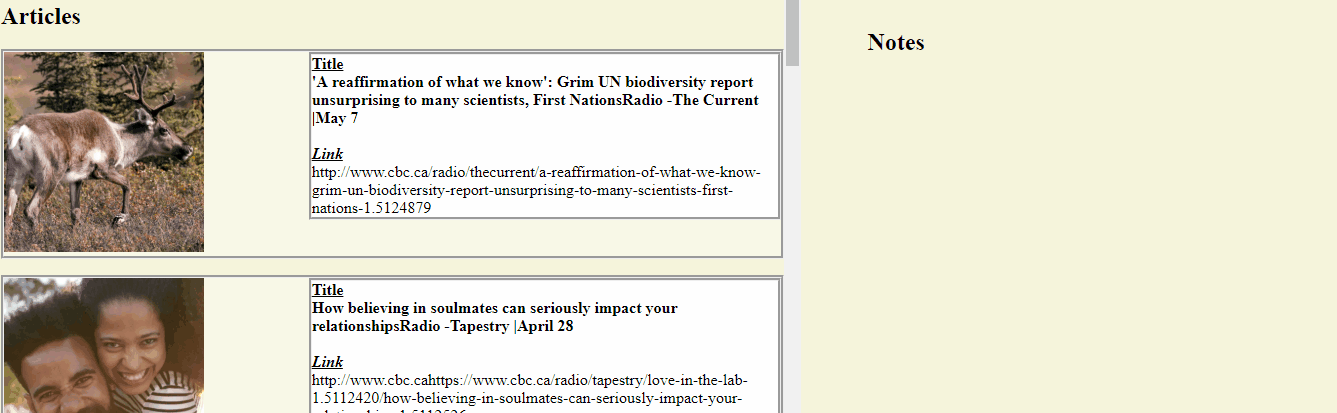 Articles
Notes
Title
'A reaffirmation of what we know': Grim UN biodiversity report
unsurprising to many scientists, First NationsRadio -The Current
|May 7
Link
http://www.cbc.ca/radio/thecurrent/a-reaffirmation-of-what-we-know-
grim-un-biodiversity-report-unsurprising-to-many-scientists-first-
nations-1.5124879
Title
How believing in soulmates can seriously impact your
relationshipsRadio -Tapestry |April 28
Link
http://www.cbc.cahttps://www.cbc.ca/radio/tapestry/love-in-the-lab-
1.5112420/how-believing-in-soulmates-can-seriously-impact-your-